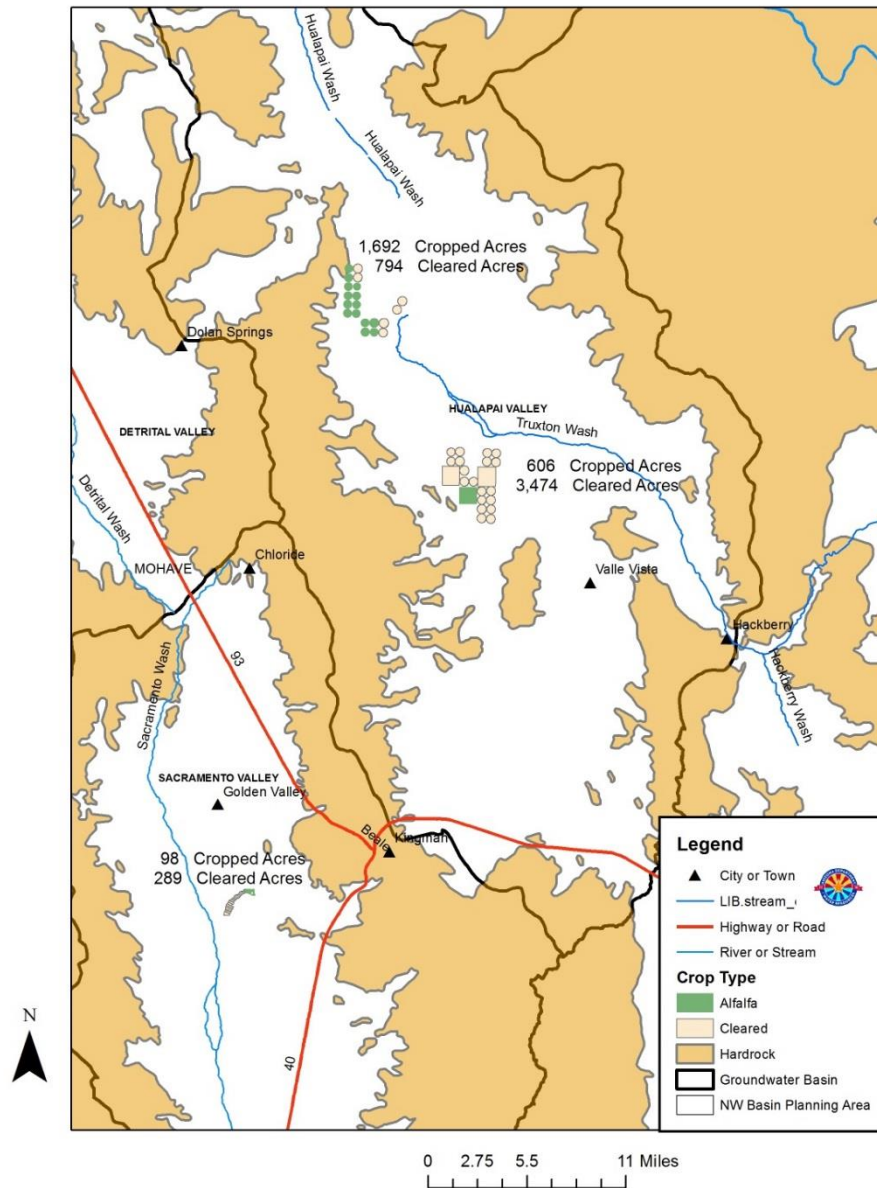 Hualapai Wash
Hualapai Wash
1,692 Cropped Acres
794 Cleared Acres
Dolan Springs
HUALAPAI VALLEY
Truxton Wash
DETRITAL VALLEY
606 Cropped Acres
3,474 Cleared Acres
Detrital Wash
Chloride
MOHAVE
Valle Vista
Hackberry
Hackberry Wash
93
Sacramento Wash
SACRAMENTO VALLEY
Golden Valley
Beale
Kingman
98 Cropped Acres
289 Cleared Acres
40
Legend
City or Town
LIB.stream_
Highway or Road
River or Stream
Crop Type
Alfalfa
Cleared
Hardrock
Groundwater Basin
NW Basin Planning Area
N
0 2.75 5.5 11 Miles